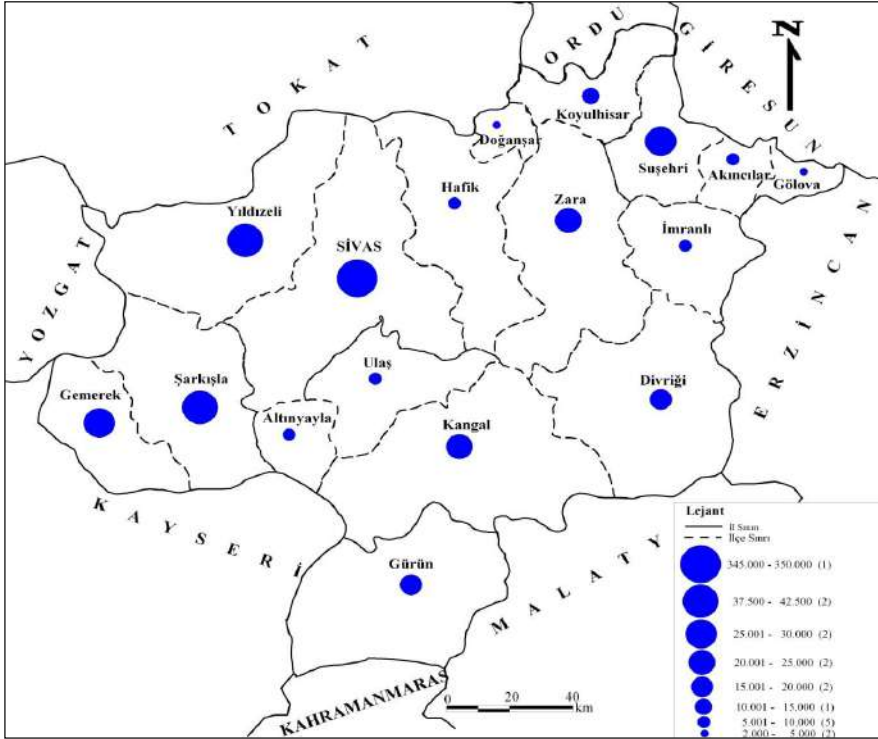 ORDU
GİRESUN
N
TOKAT
Koyulhisar
Doğanşar
Suşehri
Akıncılar
Gölova
Hafik
Zara
İmranlı
Yıldızeli
SİVAS
YOZGAT
ERZİNCAN
Ulaş
Şarkışla
Gemerek
Divriği
Altınyayla
Kangal
KAYSERİ
MALATY
Gürün
KAHRAMANMARAS
0 20 40
km
Lejant
İl Sınırı
İlçe Sınrı
345.000 - 350.000 (1)
37.500 - 42.500 (2)
25.001 - 30.000 (2)
20.001 - 25.000 (2)
15.001 - 20.000 (2)
10.001 - 15.000 (1)
5.001 - 10.000 (5)
2.000 - 5.000 (2)